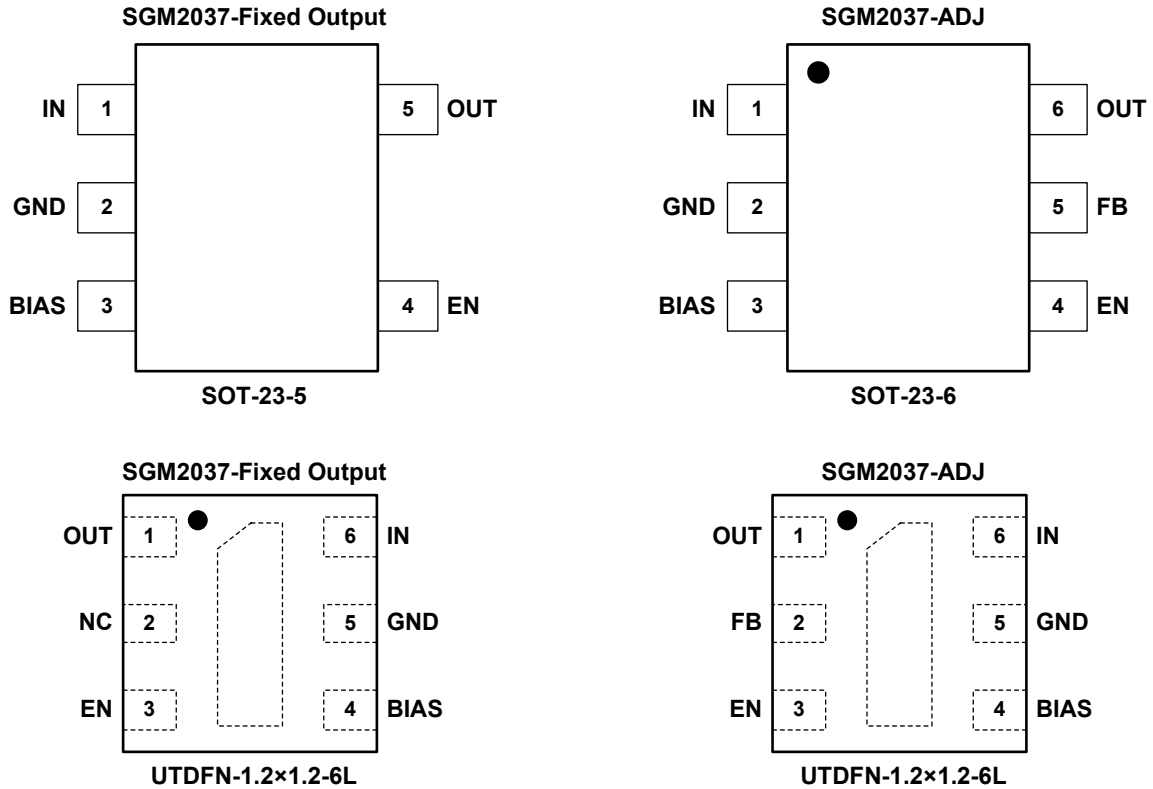 SGM2037-Fixed Output
IN 1
5 OUT
GND 2
BIAS 3
4 EN
SOT-23-5
SGM2037-ADJ
IN 1
6 OUT
GND 2
5 FB
BIAS 3
4 EN
SOT-23-6
SGM2037-Fixed Output
OUT 1
6 IN
NC 2
5 GND
EN 3
4 BIAS
UTDFN-1.2×1.2-6L
SGM2037-ADJ
OUT 1
6 IN
FB 2
5 GND
EN 3
4 BIAS
UTDFN-1.2×1.2-6L